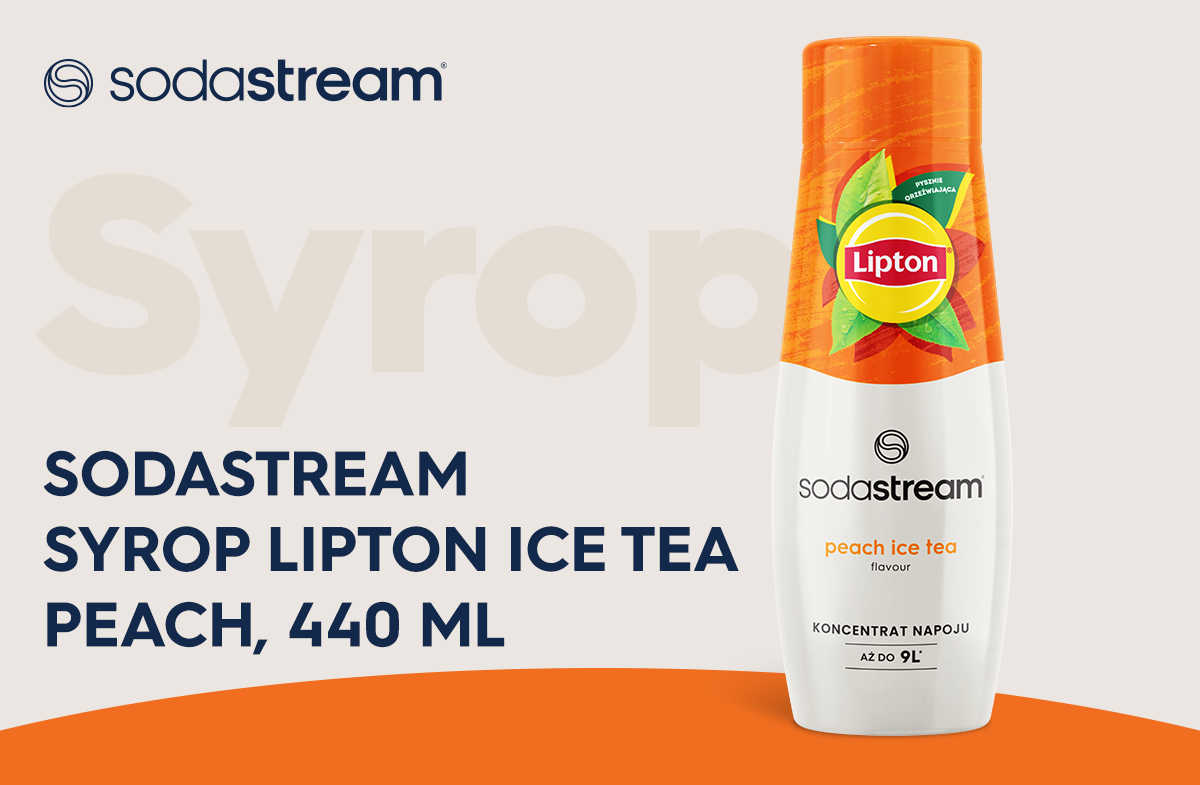 sodastream®
Syrop
SODASTREAM
SYROP LIPTON ICE TEA
PEACH, 440 ML
PYSZNIE
ORZEŹWIAJĄCA
Lipton®
sodastream®
peach ice tea
flavour
KONCENTRAT NAPOJU
AŻ DO 9L*